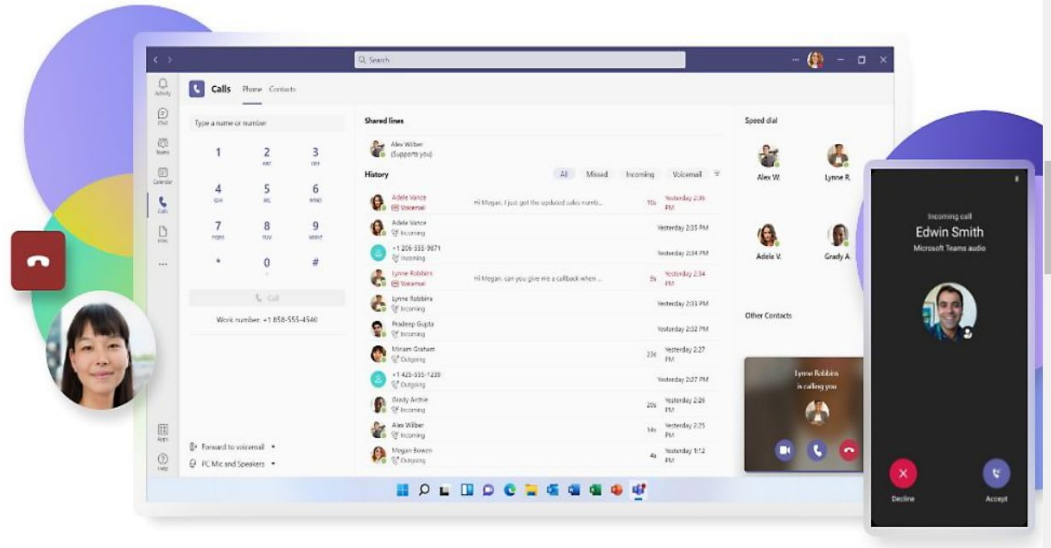 Search
Activity
Chat
Teams
Calendar
Calls
Files
Apps
Help
Calls Phone Contacts
Type a name or number
1 2 3
ABC DEF
4 5 6
GHI JKL MNO
7 8 9
PQRS TUV WXYZ
* 0 #
+
Call
Work number: +1 858-555-4540
Forward to voicemail
PC Mic and Speakers
Shared lines
Alex Wilber
(Supports you)
History All Missed Incoming Voicemail
Adele Vance
Voicemail
Hi Megan, I just got the updated sales numb...
Yesterday 2:36
PM
Adele Vance
Incoming
Yesterday 2:35 PM
+1 206-555-9671
Incoming
Yesterday 2:34 PM
Lynne Robbins
Voicemail
Hi Megan, can you give me a callback when ...
9s
Yesterday 2:34
PM
Lynne Robbins
Incoming
Yesterday 2:33 PM
Pradeep Gupta
Incoming
Yesterday 2:32 PM
Miriam Graham
Outgoing
23s
Yesterday 2:27
PM
+1 425-555-1239
Outgoing
Yesterday 2:27 PM
Grady Archie
Incoming
20s
Yesterday 2:26
PM
Alex Wilber
Incoming
14s
Yesterday 2:25
PM
Megan Bowen
Outgoing
4s
Yesterday 1:12
PM
Speed dial
Alex W. Lynne R.
Adele V. Grady A.
Other Contacts
Lynne Robbins
is calling you
Incoming call
Edwin Smith
Microsoft Teams audio
Decline Accept